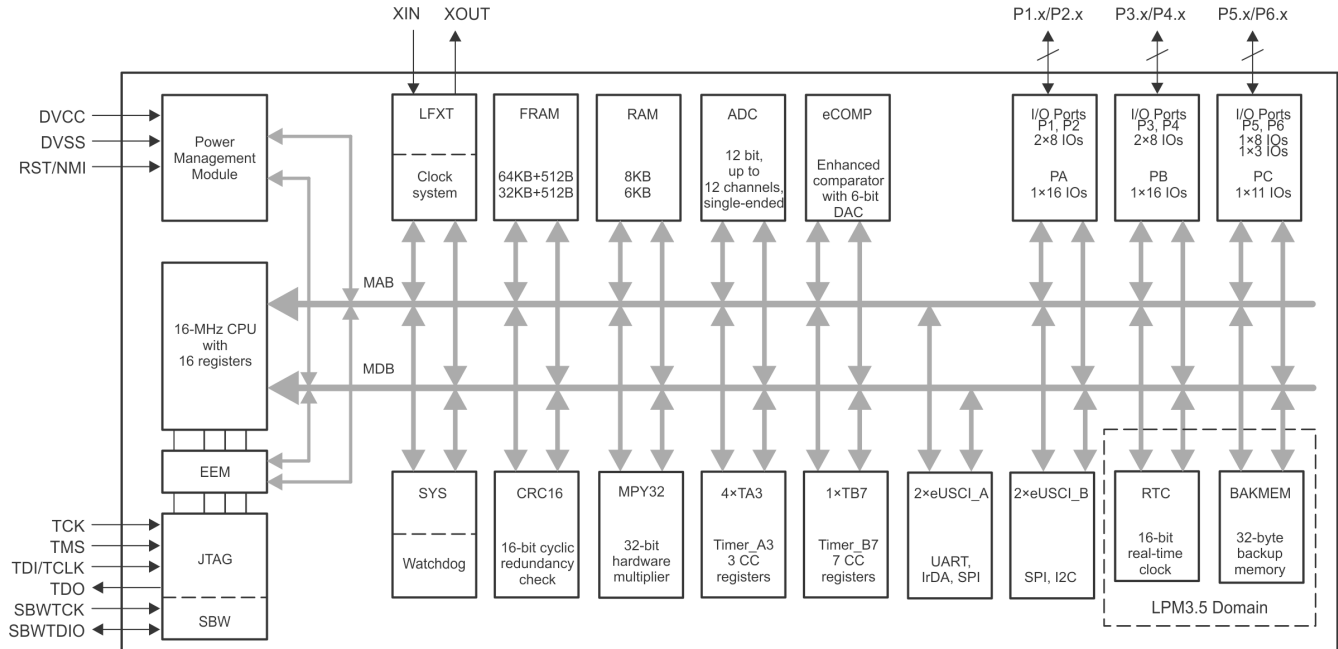 XIN
XOUT
P1.x/P2.x
P3.x/P4.x
P5.x/P6.x
DVCC
DVSS
RST/NMI
Power
Management
Module
LFXT
Clock
system
FRAM
64KB+512B
32KB+512B
RAM
8KB
6KB
ADC
12 bit,
up to
12 channels,
single-ended
eCOMP
Enhanced
comparator
with 6-bit
DAC
I/O Ports
P1, P2
2×8 IOs
PA
1×16 IOs
I/O Ports
P3, P4
2×8 IOs
PB
1×16 IOs
I/O Ports
P5, P6
1×8 IOs
1×3 IOs
PC
1×11 IOs
MAB
16-MHz CPU
with
16 registers
MDB
EEM
TCK
TMS
TDI/TCLK
TDO
SBWTCK
SBWTDIO
JTAG
SBW
SYS
Watchdog
CRC16
16-bit cyclic
redundancy
check
MPY32
32-bit
hardware
multiplier
4×TA3
Timer_A3
3 CC
registers
1×TB7
Timer_B7
7 CC
registers
2×eUSCI_A
UART,
IrDA, SPI
2×eUSCI_B
SPI, I2C
RTC
16-bit
real-time
clock
BAKMEM
32-byte
backup
memory
LPM3.5 Domain